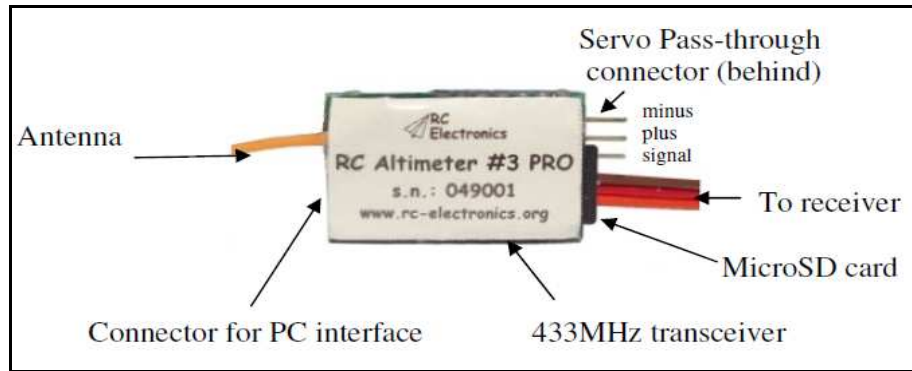 Servo Pass-through
connector (behind)
minus
plus
signal
Antenna
RC
Electronics
RC Altimeter #3 PRO
s.n.: 049001
www.rc-electronics.org
To receiver
MicroSD card
Connector for PC interface
433MHz transceiver